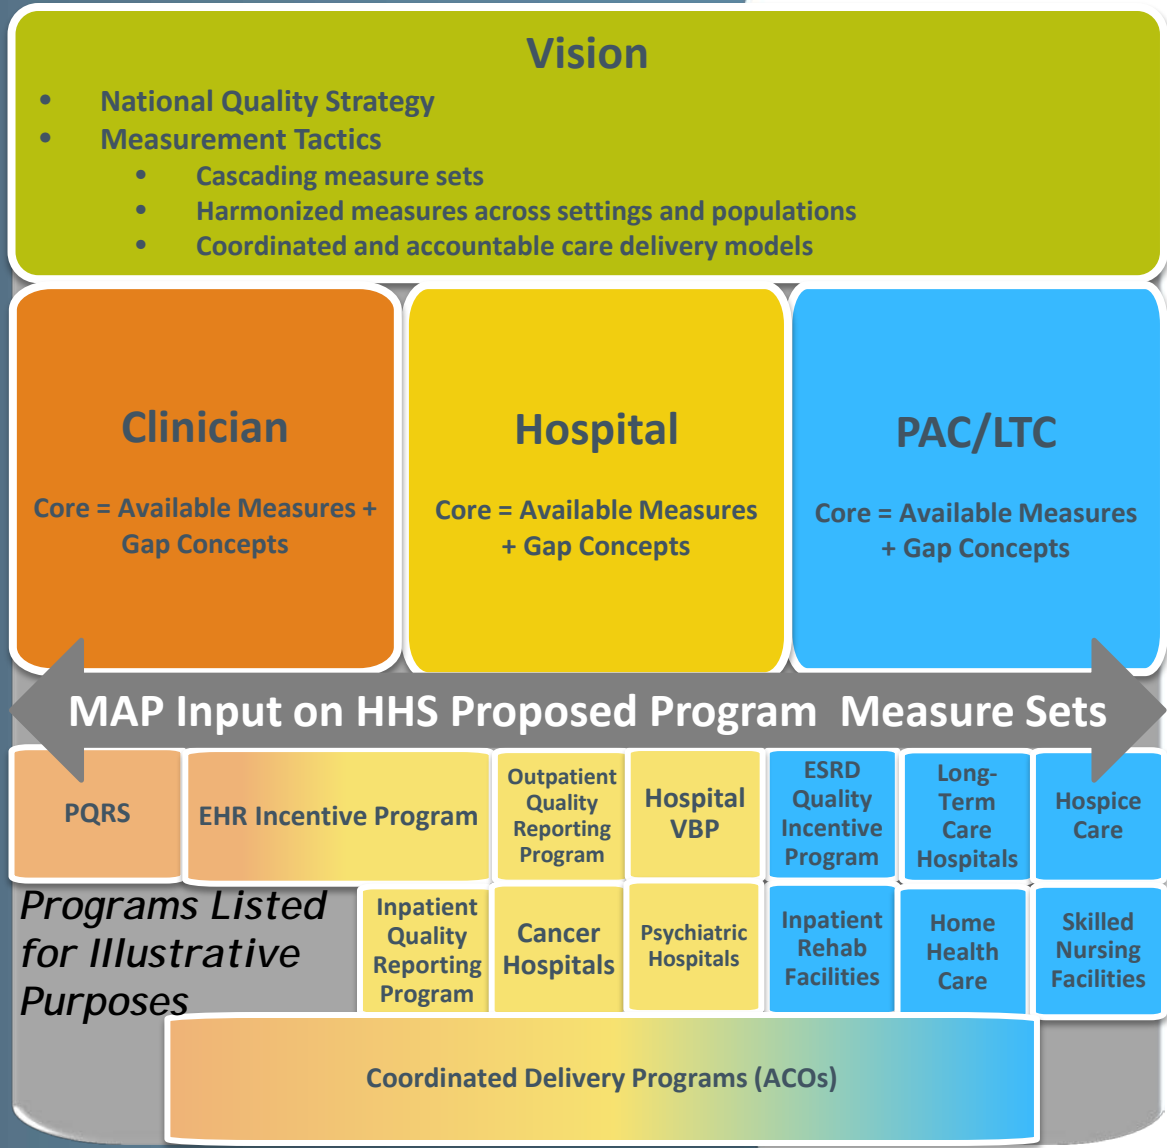 Vision
• National Quality Strategy
• Measurement Tactics
• Cascading measure sets
• Harmonized measures across settings and populations
• Coordinated and accountable care delivery models
Clinician
Core = Available Measures +
Gap Concepts
Hospital
Core = Available Measures
+ Gap Concepts
PAC/LTC
Core = Available Measures
+ Gap Concepts
MAP Input on HHS Proposed Program Measure Sets
PQRS
EHR Incentive Program
Outpatient
Quality
Reporting
Program
Hospital
VBP
ESRD
Quality
Incentive
Program
Long-
Term
Care
Hospitals
Hospice
Care
Programs Listed
for Illustrative
Purposes
Inpatient
Quality
Reporting
Program
Cancer
Hospitals
Psychiatric
Hospitals
Inpatient
Rehab
Facilities
Home
Health
Care
Skilled
Nursing
Facilities
Coordinated Delivery Programs (ACOs)